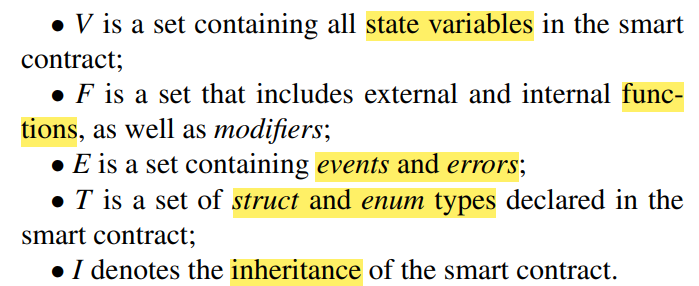 • V is a set containing all state variables in the smart
contract;
• F is a set that includes external and internal func-
tions, as well as modifiers;
• E is a set containing events and errors;
• T is a set of struct and enum types declared in the
smart contract;
• I denotes the inheritance of the smart contract.